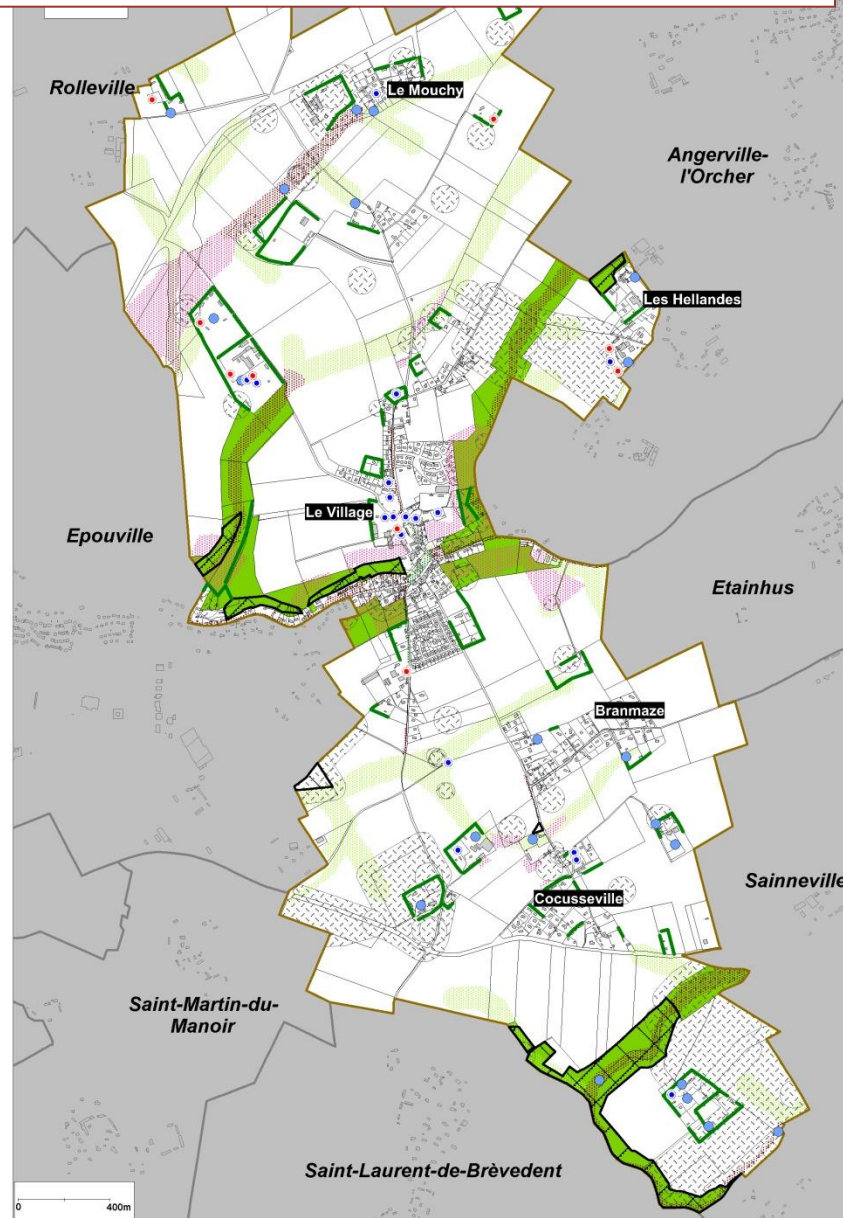 Rolleville
Le Mouchy
Angerville-
l'Orcher
Les Hellandes
Le Village
Epouville
Etainhus
Branmaze
Sainneville
Cocusseville
Saint-Martin-du-
Manoir
Saint-Laurent-de-Brèvedent
0 400m